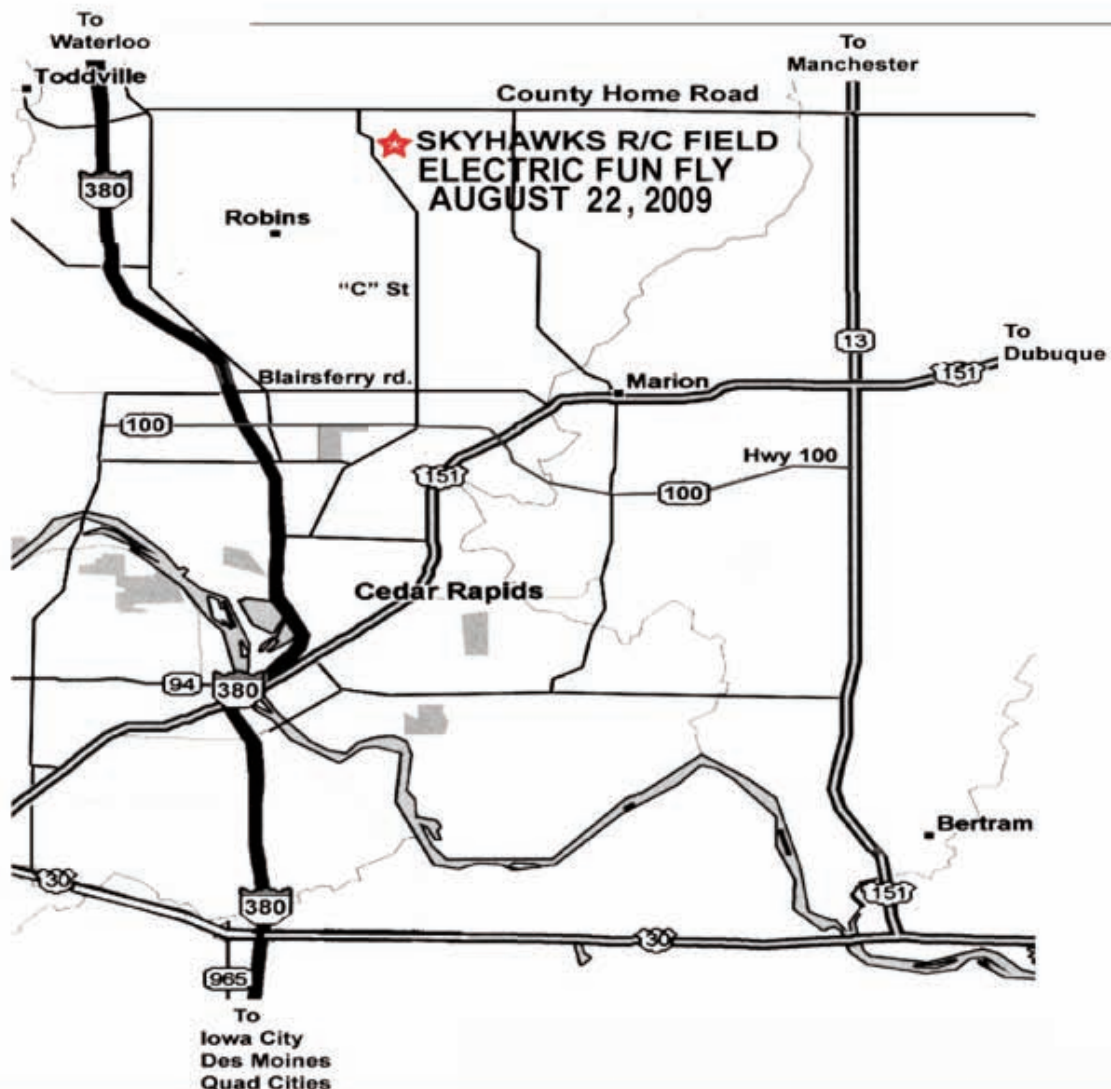 To
Waterloo
Toddville
To
Manchester
County Home Road
SKYHAWKS R/C FIELD
ELECTRIC FUN FLY
AUGUST 22, 2009
380
Robins
"C" St
13
To
Dubuque
151
Blairsferry rd.
Marion
100
151
Hwy 100
100
Cedar Rapids
94
380
Bertram
30
380
151
30
965
To
Iowa City
Des Moines
Quad Cities